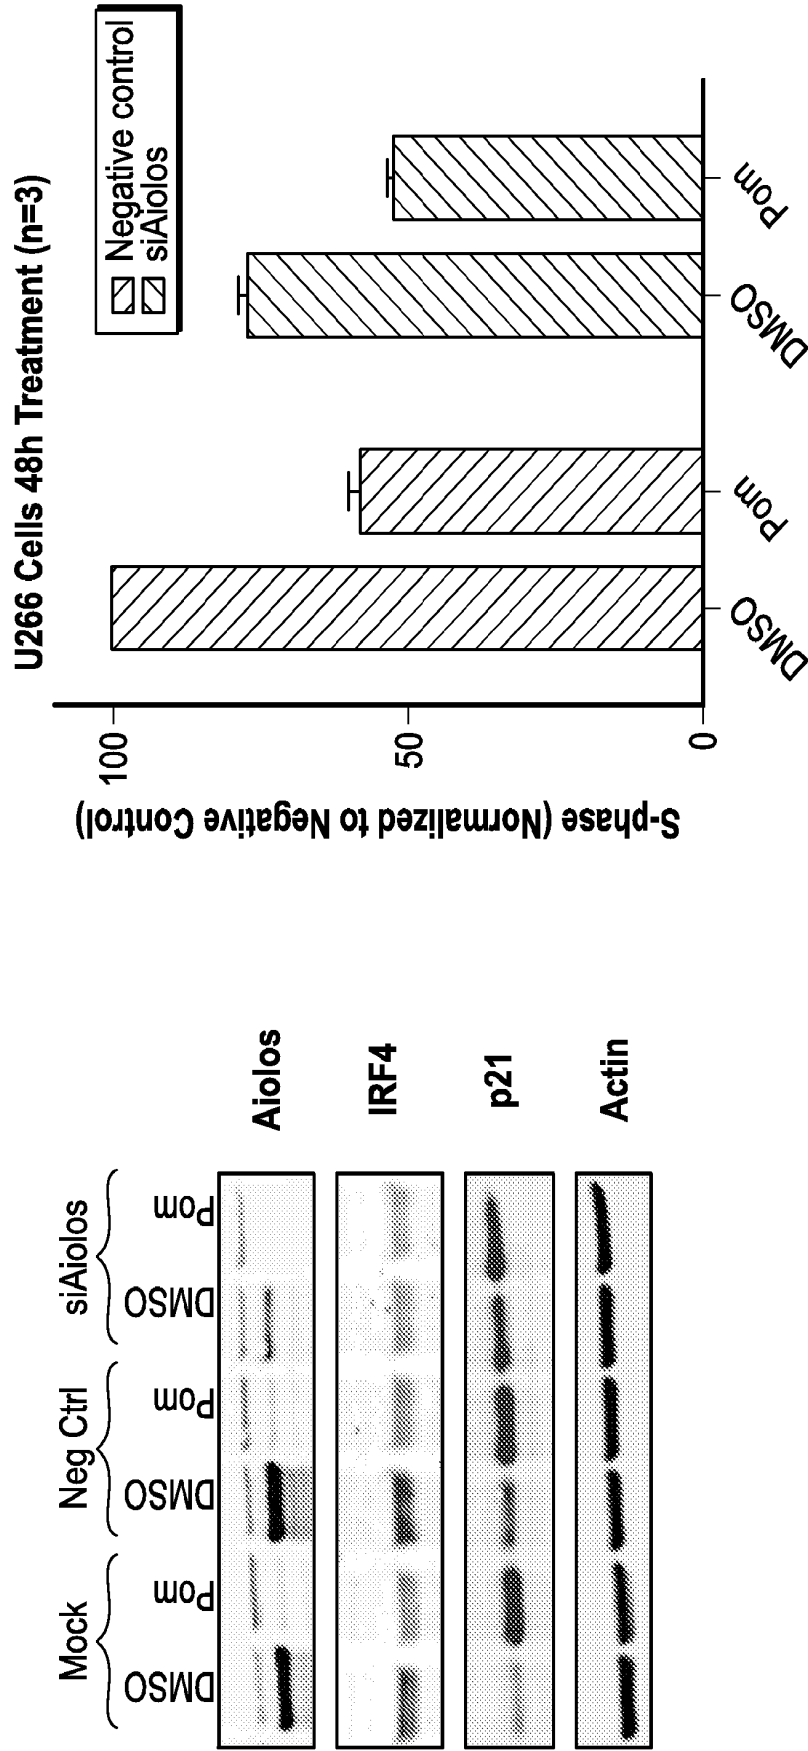 Mock
Neg Ctrl
siAiolos
DMSO
Pom
DMSO
Pom
DMSO
Pom
Aiolos
IRF4
p21
Actin
U266 Cells 48h Treatment (n=3)
Negative control
siAiolos
S-phase (Normalized to Negative Control)
100
50
0
DMSO
Pom
DMSO
Pom